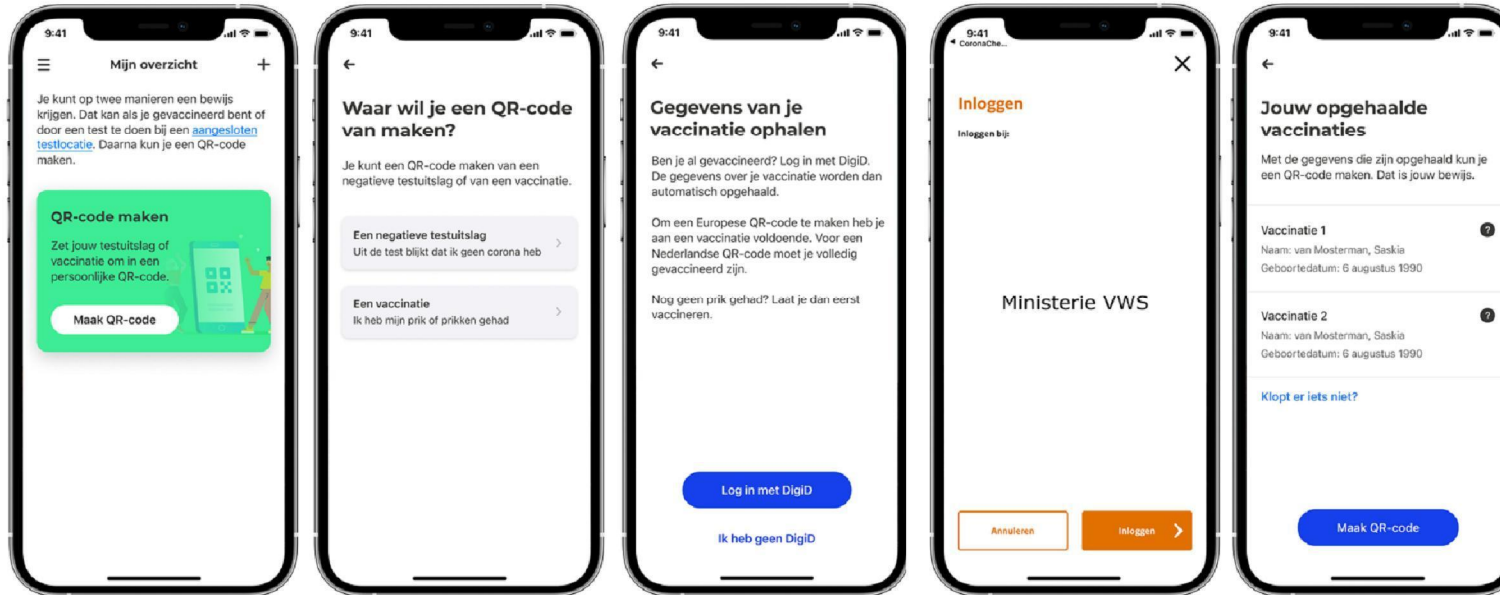 9:41
Mijn overzicht
Je kunt op twee manieren een bewijs
krijgen. Dat kan als je gevaccineerd bent of
door een test te doen bij een aangesloten
testlocatie. Daarna kun je een QR-code
maken.
QR-code maken
Zet jouw testuitslag of
vaccinatie om in een
persoonlijke QR-code.
Maak QR-code
9:41
Waar wil je een QR-code
van maken?
Je kunt een QR-code maken van een
negatieve testuitslag of van een vaccinatie.
Een negatieve testuitslag
Uit de test blijkt dat ik geen corona heb
Een vaccinatie
Ik heb mijn prik of prikken gehad
9:41
Gegevens van je
vaccinatie ophalen
Ben je al gevaccineerd? Log in met DigiD.
De gegevens over je vaccinatie worden dan
automatisch opgehaald.
Om een Europese QR-code te maken heb je
aan een vaccinatie voldoende. Voor een
Nederlandse QR-code moet je volledig
gevaccineerd zijn.
Nog geen prik gehad? Laat je dan eerst
vaccineren.
Log in met DigiD
Ik heb geen DigiD
9:41
CoronaChe...
Inloggen
Inloggen bij:
Ministerie VWS
Annuleren
Inloggen
9:41
Jouw opgehaalde
vaccinaties
Met de gegevens die zijn opgehaald kun je
een QR-code maken. Dat is jouw bewijs.
Vaccinatie 1
Naam: van Mosterman, Saskia
Geboortedatum: 6 augustus 1990
Vaccinatie 2
Naam: van Mosterman, Saskia
Geboortedatum: 6 augustus 1990
Klopt er iets niet?
Maak QR-code